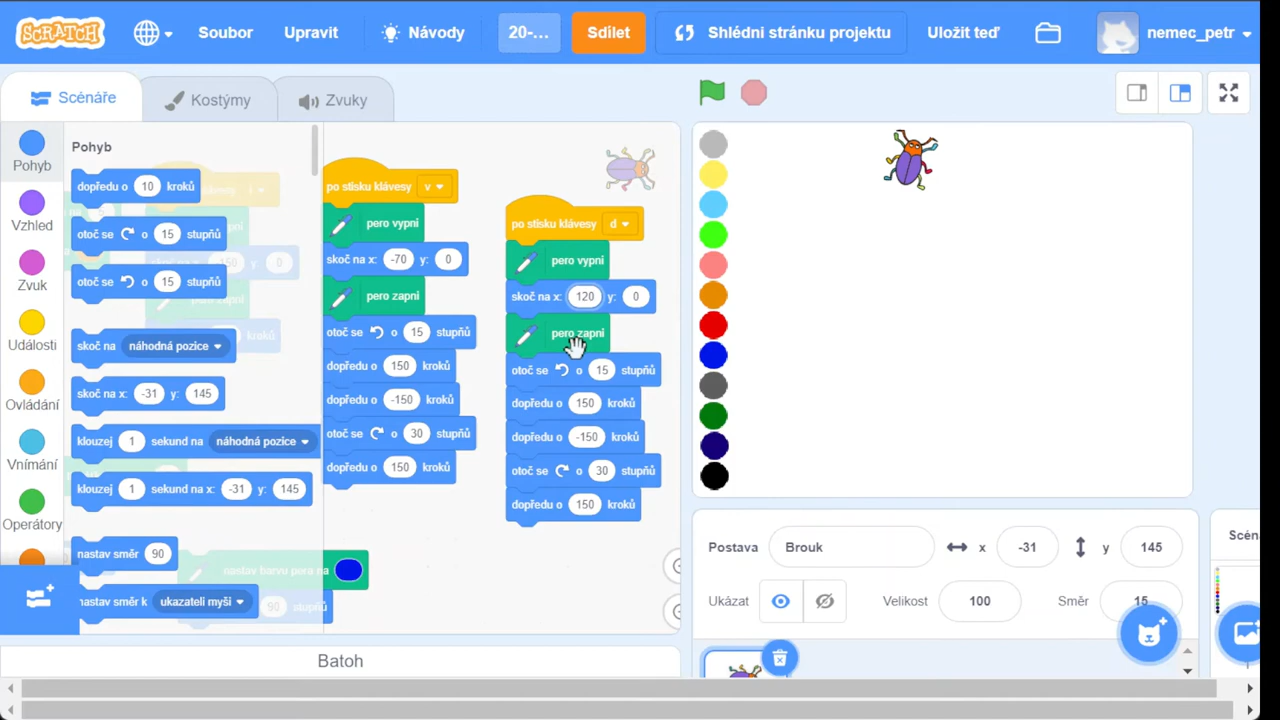 SCRATCH
Soubor
Upravit
Návody
20-...
Sdílet
Shlédni stránku projektu
Uložit teď
nemec_petr
Scénáře
Kostýmy
Zvuky
Pohyb
Vzhled
Zvuk
Události
Ovládání
Vnímání
Operátory
Pohyb
dopředu o 10 kroků
otoč se o 15 stupňů
otoč se o 15 stupňů
skoč na náhodná pozice
skoč na x: -31 y: 145
klouzej 1 sekund na náhodná pozice
klouzej 1 sekund na x: -31 y: 145
nastav směr 90
nastav směr k ukazateli myši
po stisku klávesy v
pero vypni
skoč na x: -70 y: 0
pero zapni
otoč se o 15 stupňů
dopředu o 150 kroků
dopředu o -150 kroků
otoč se o 30 stupňů
dopředu o 150 kroků
nastav barvu pera na
90 stupňů
po stisku klávesy d
pero vypni
skoč na x: 120 y: 0
pero zapni
otoč se o 15 stupňů
dopředu o 150 kroků
dopředu o -150 kroků
otoč se o 30 stupňů
dopředu o 150 kroků
Batoh
Postava Brouk x -31 y 145
Ukázat Velikost 100 Směr 15
Scén